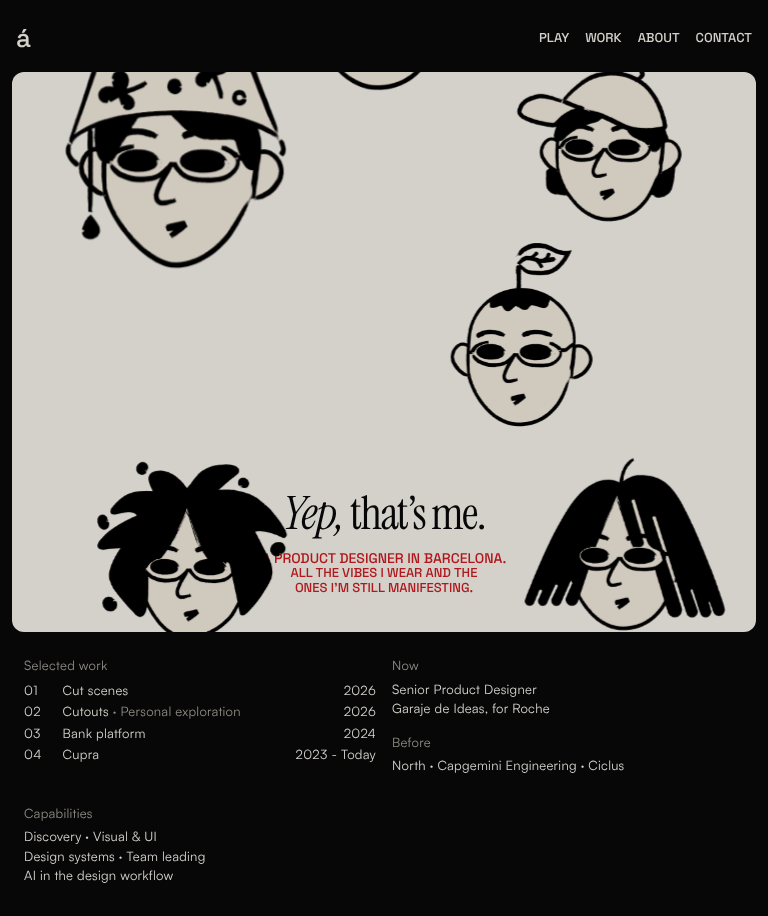 á
PLAY WORK ABOUT CONTACT
Yep, that's me.
PRODUCT DESIGNER IN BARCELONA.
ALL THE VIBES I WEAR AND THE
ONES I'M STILL MANIFESTING.
Selected work
01 Cut scenes 2026
02 Cutouts · Personal exploration 2026
03 Bank platform 2024
04 Cupra 2023 - Today
Now
Senior Product Designer
Garaje de Ideas, for Roche
Before
North · Capgemini Engineering · Ciclus
Capabilities
Discovery · Visual & UI
Design systems · Team leading
AI in the design workflow